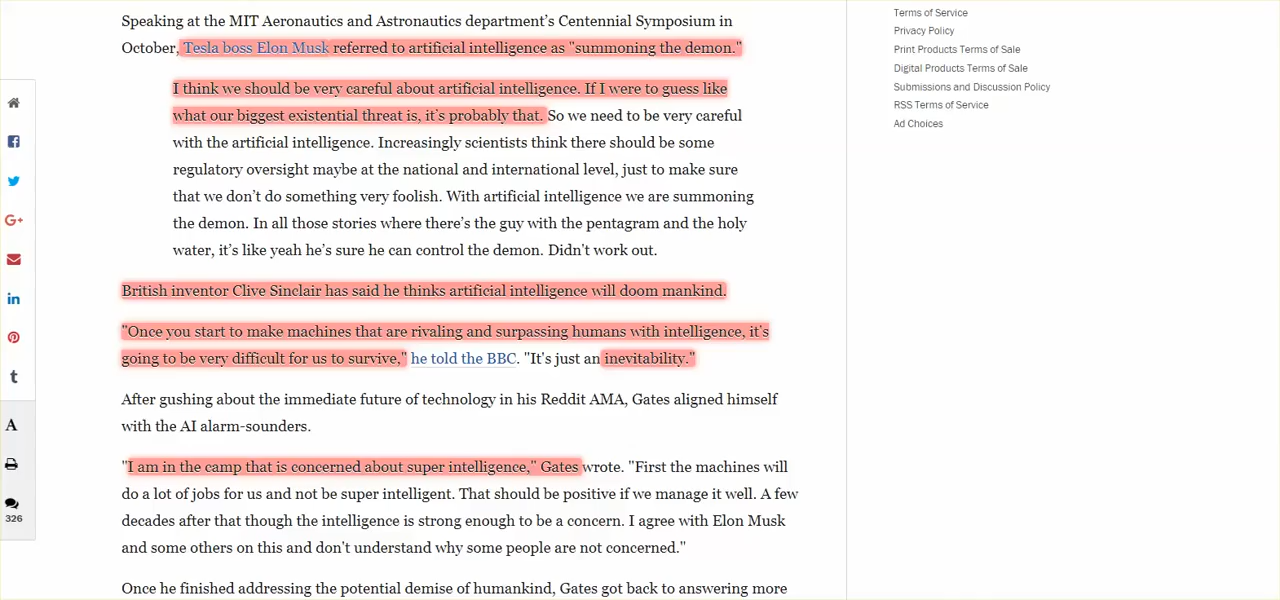 Speaking at the MIT Aeronautics and Astronautics department’s Centennial Symposium in
October, Tesla boss Elon Musk referred to artificial intelligence as "summoning the demon."
I think we should be very careful about artificial intelligence. If I were to guess like
what our biggest existential threat is, it’s probably that. So we need to be very careful
with the artificial intelligence. Increasingly scientists think there should be some
regulatory oversight maybe at the national and international level, just to make sure
that we don’t do something very foolish. With artificial intelligence we are summoning
the demon. In all those stories where there’s the guy with the pentagram and the holy
water, it’s like yeah he’s sure he can control the demon. Didn’t work out.
British inventor Clive Sinclair has said he thinks artificial intelligence will doom mankind.
"Once you start to make machines that are rivaling and surpassing humans with intelligence, it's
going to be very difficult for us to survive," he told the BBC. "It's just an inevitability."
After gushing about the immediate future of technology in his Reddit AMA, Gates aligned himself
with the AI alarm-sounders.
"I am in the camp that is concerned about super intelligence," Gates wrote. "First the machines will
do a lot of jobs for us and not be super intelligent. That should be positive if we manage it well. A few
decades after that though the intelligence is strong enough to be a concern. I agree with Elon Musk
and some others on this and don't understand why some people are not concerned."
Once he finished addressing the potential demise of humankind, Gates got back to answering more
Terms of Service
Privacy Policy
Print Products Terms of Sale
Digital Products Terms of Sale
Submissions and Discussion Policy
RSS Terms of Service
Ad Choices
G+
in
t
A
326